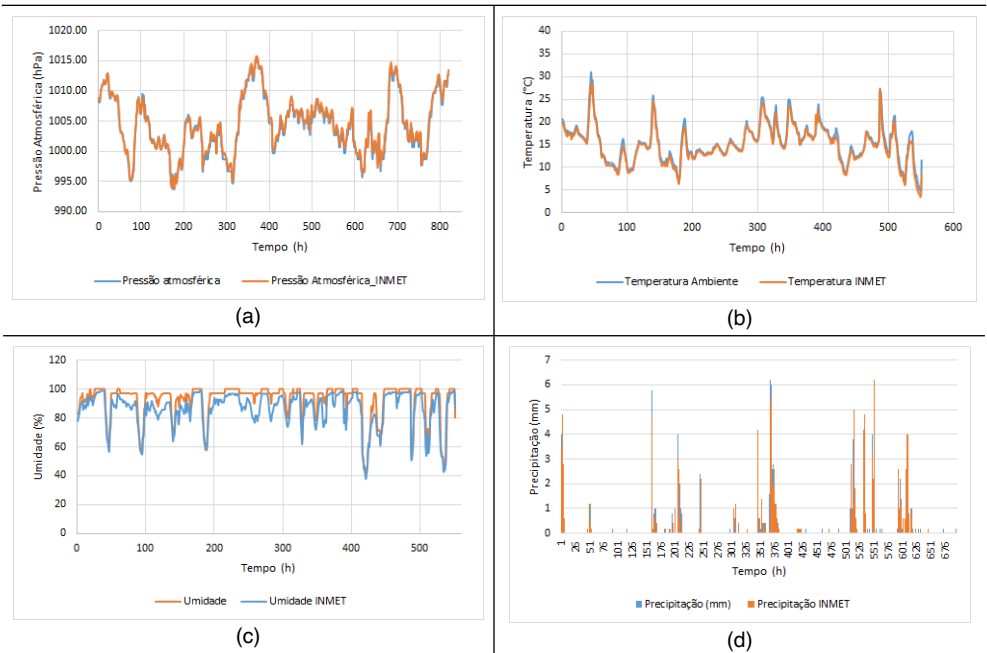 1020.00
1015.00
1010.00
1005.00
1000.00
995.00
990.00
Pressão Atmosférica (hPa)
0 100 200 300 400 500 600 700 800
Tempo (h)
Pressão atmosférica Pressão Atmosférica_INMET
(a)
40
35
30
25
20
15
10
5
0
Temperatura (°C)
0 100 200 300 400 500 600
Tempo (h)
Temperatura Ambiente Temperatura INMET
(b)
120
100
80
60
40
20
0
Umidade (%)
0 100 200 300 400 500
Tempo (h)
Umidade Umidade INMET
(c)
7
6
5
4
3
2
1
0
Precipitação (mm)
1 26 51 76 101 126 151 176 201 226 251 276 301 326 351 376 401 426 451 476 501 526 551 576 601 626 651 676
Tempo (h)
Precipitação (mm) Precipitação INMET
(d)